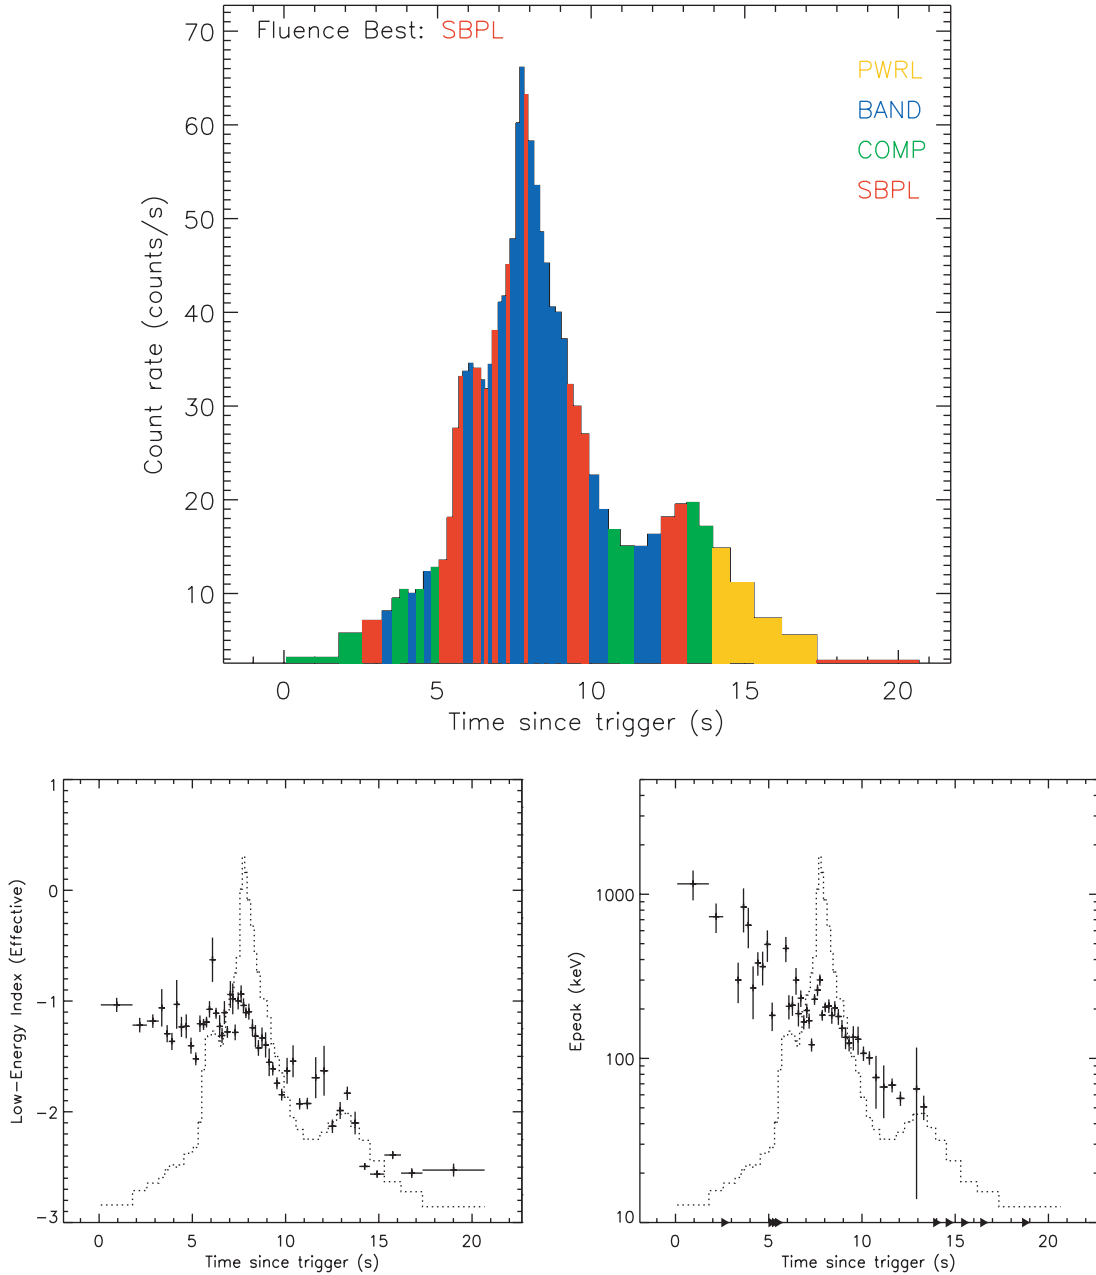 Fluence Best: SBPL
PWRL
BAND
COMP
SBPL
70
60
50
40
30
20
10
Count rate (counts/s)
0 5 10 15 20
Time since trigger (s)
1
0
−1
−2
−3
Low−Energy Index (Effective)
0 5 10 15 20
Time since trigger (s)
1000
100
10
Epeak (keV)
0 5 10 15 20
Time since trigger (s)